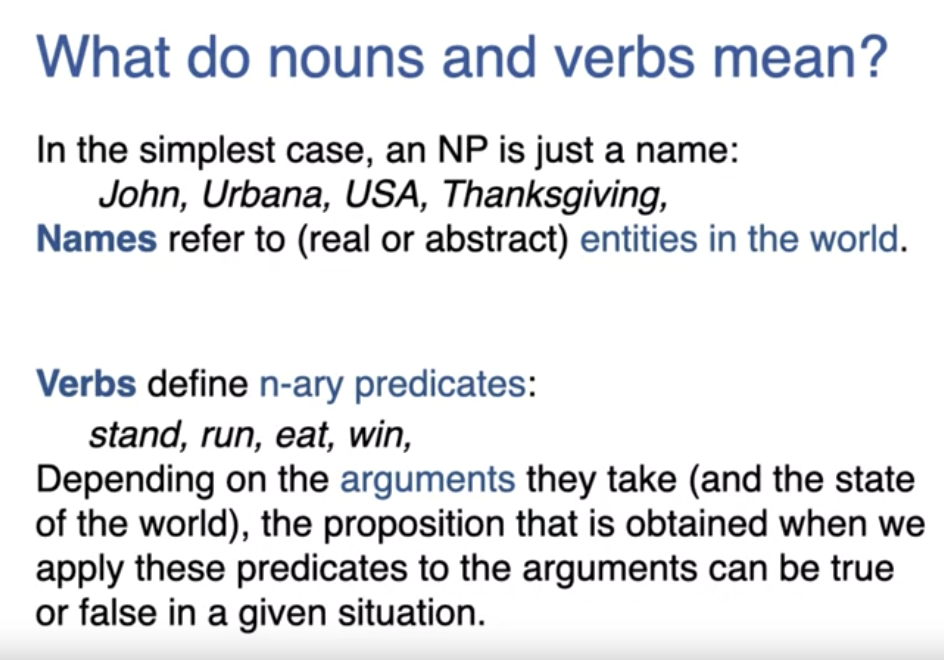 What do nouns and verbs mean?
In the simplest case, an NP is just a name:
John, Urbana, USA, Thanksgiving,
Names refer to (real or abstract) entities in the world.
Verbs define n-ary predicates:
stand, run, eat, win,
Depending on the arguments they take (and the state
of the world), the proposition that is obtained when we
apply these predicates to the arguments can be true
or false in a given situation.